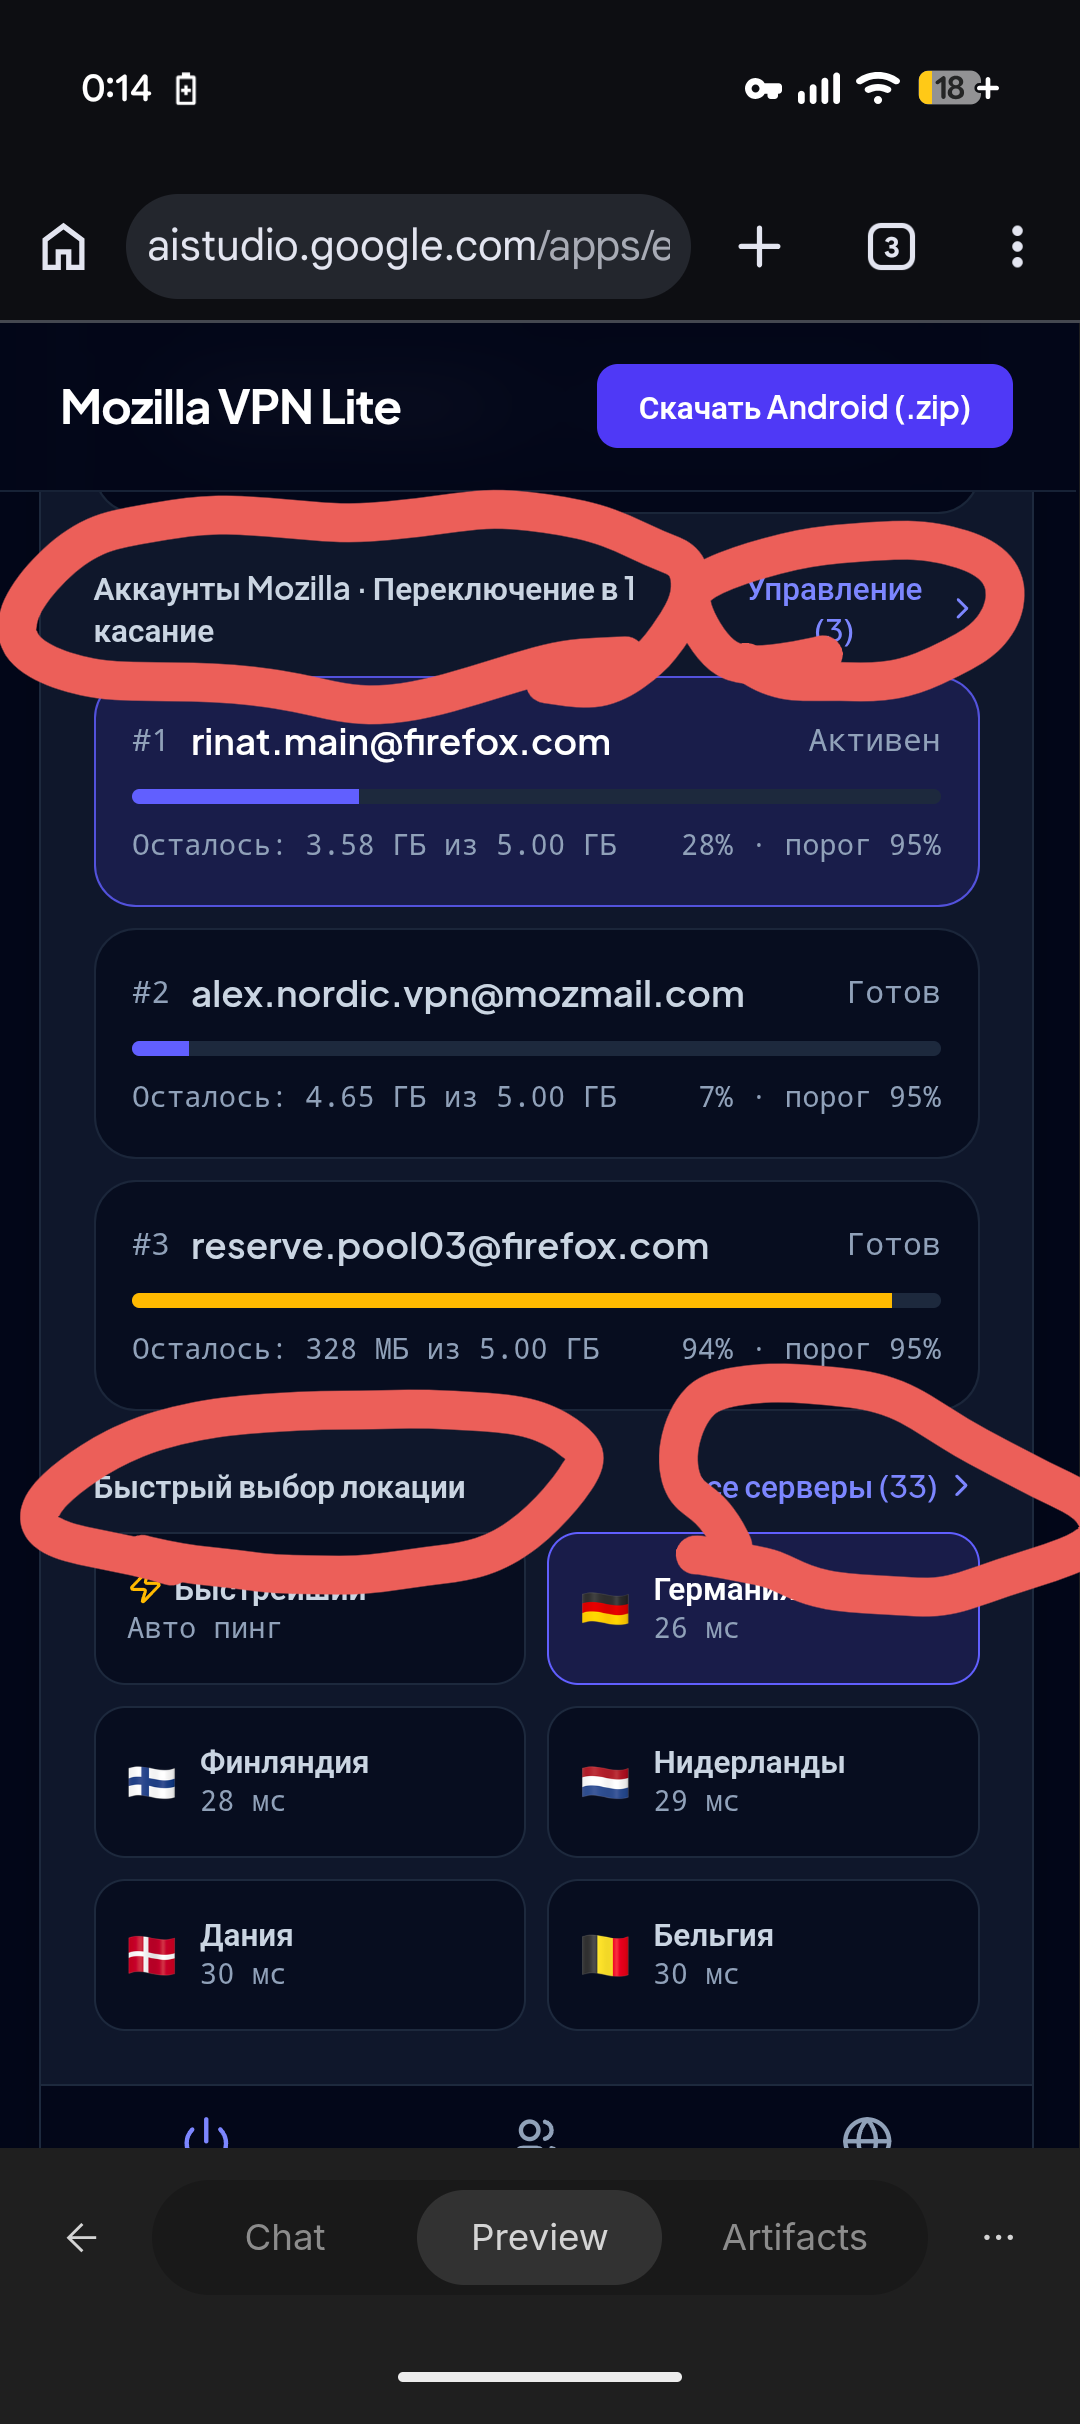 0:14
18
aistudio.google.com/apps/e
3
Mozilla VPN Lite
Скачать Android (.zip)
Аккаунты Mozilla · Переключение в 1
касание
Управление
(3)
#1 rinat.main@firefox.com Активен
Осталось: 3.58 ГБ из 5.00 ГБ 28% · порог 95%
#2 alex.nordic.vpn@mozmail.com Готов
Осталось: 4.65 ГБ из 5.00 ГБ 7% · порог 95%
#3 reserve.pool03@firefox.com Готов
Осталось: 328 МБ из 5.00 ГБ 94% · порог 95%
Быстрый выбор локации
все серверы (33)
Быстрейший
Авто пинг
Германия
26 мс
Финляндия
28 мс
Нидерланды
29 мс
Дания
30 мс
Бельгия
30 мс
Chat
Preview
Artifacts